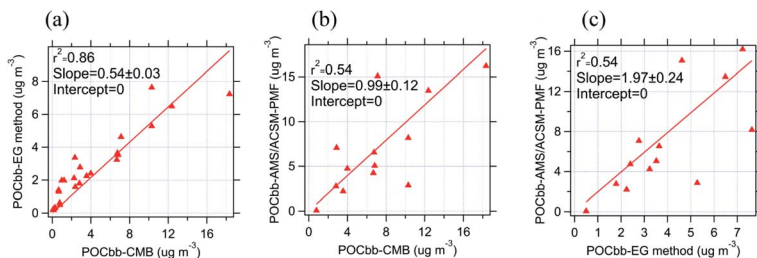 (a)
r²=0.86
Slope=0.54±0.03
Intercept=0
POCbb-EG method) (ug m⁻³)
8
6
4
2
0
0
4
8
12
16
POCbb-CMB (ug m⁻³)
(b)
r²=0.54
Slope=0.99±0.12
Intercept=0
POCbb-AMS/ACSM-PMF) (ug m⁻³)
15
10
5
0
0
4
8
12
16
POCbb-CMB (ug m⁻³)
(c)
r²=0.54
Slope=1.97±0.24
Intercept=0
POCbb-AMS/ACSM-PMF) (ug m⁻³)
16
12
8
4
0
0
1
2
3
4
5
6
7
POCbb-EG method) (ug m⁻³)